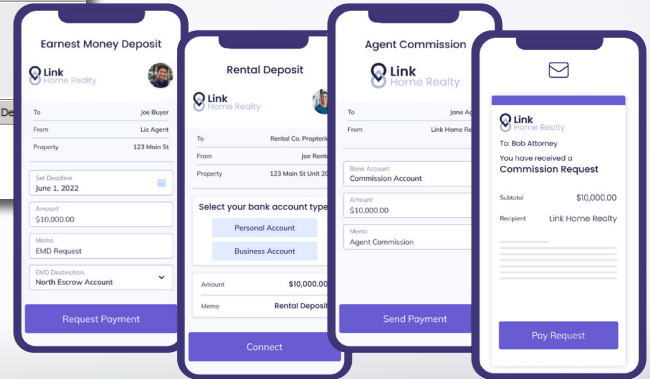 De
Earnest Money Deposit
Link
Home Realty
To Joe Buyer
From Liz Agent
Property 123 Main St
Set Deadline
June 1, 2022
Amount
$10,000.00
Memo
EMD Request
EMD Destination
North Escrow Account
Request Payment
Rental Deposit
Link
Home Realty
To Rental Co. Propterie
From Joe Rente
Property 123 Main St Unit 20
Select your bank account type
Personal Account
Business Account
Amount $10,000.00
Memo Rental Deposit
Connect
Agent Commission
Link
Home Realty
To Jane Ag
From Link Home Re
Bank Account
Commission Account
Amount
$10,000.00
Memo
Agent Commission
Send Payment
Link
Home Realty
To: Bob Attorney
You have received a
Commission Request
Subtotal $10,000.00
Recipient Link Home Realty
Pay Request